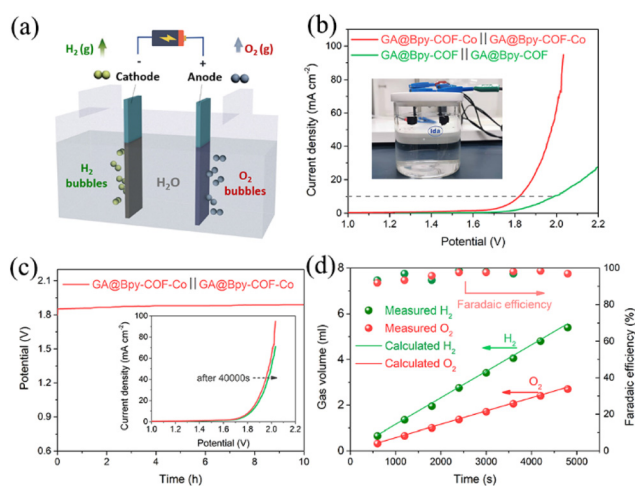 (a)
H2 (g)
O2 (g)
- +
Cathode Anode
H2
bubbles
H2O
O2
bubbles
(b)
GA@Bpy-COF-Co||GA@Bpy-COF-Co
GA@Bpy-COF||GA@Bpy-COF
ida
100
80
60
40
20
0
Current density (mA cm-2)
1.0 1.2 1.4 1.6 1.8 2.0 2.2
Potential (V)
(c)
GA@Bpy-COF-Co||GA@Bpy-COF-Co
2.1
1.8
1.5
1.2
0.9
0.6
Potential (V)
100
80
60
40
20
0
Current density (mA cm-2)
after 40000s
1.0 1.2 1.4 1.6 1.8 2.0 2.2
Potential (V)
0 2 4 6 8 10
Time (h)
(d)
8
6
4
2
0
Gas volume (ml)
Faradaic efficiency
Measured H2
Measured O2
Calculated H2
Calculated O2
H2
O2
100
80
60
40
20
0
Faradaic efficiency (%)
0 1000 2000 3000 4000 5000
Time (s)